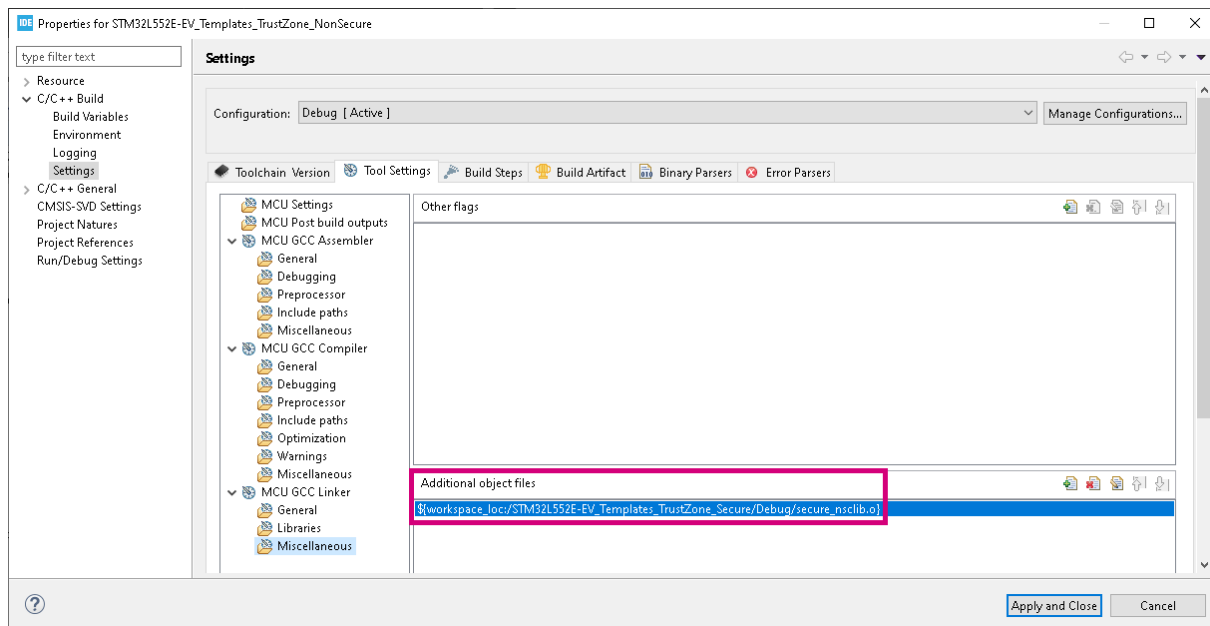 IDE Properties for STM32L552E-EV_Templates_TrustZone_NonSecure
type filter text
Settings
Resource
C/C++ Build
Build Variables
Environment
Logging
Settings
C/C++ General
CMSIS-SVD Settings
Project Natures
Project References
Run/Debug Settings
Configuration: Debug [ Active ]
Manage Configurations...
Toolchain Version
Tool Settings
Build Steps
Build Artifact
Binary Parsers
Error Parsers
MCU Settings
MCU Post build outputs
MCU GCC Assembler
General
Debugging
Preprocessor
Include paths
Miscellaneous
MCU GCC Compiler
General
Debugging
Preprocessor
Include paths
Optimization
Warnings
Miscellaneous
MCU GCC Linker
General
Libraries
Miscellaneous
Other flags
Additional object files
${workspace_loc:/STM32L552E-EV_Templates_TrustZone_Secure/Debug/secure_nsclib.o}
?
Apply and Close
Cancel